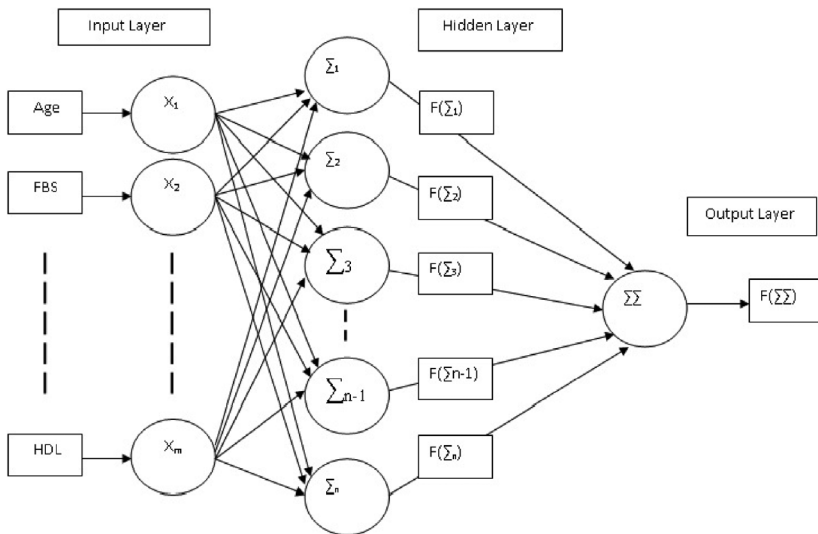 Input Layer
Hidden Layer
Age
X₁
∑₁
F(∑₁)
FBS
X₂
∑₂
F(∑₂)
Output Layer
∑₃
F(∑₃)
∑∑
F(∑∑)
∑n-1
F(∑n-1)
HDL
Xₘ
∑ₙ
F(∑ₙ)